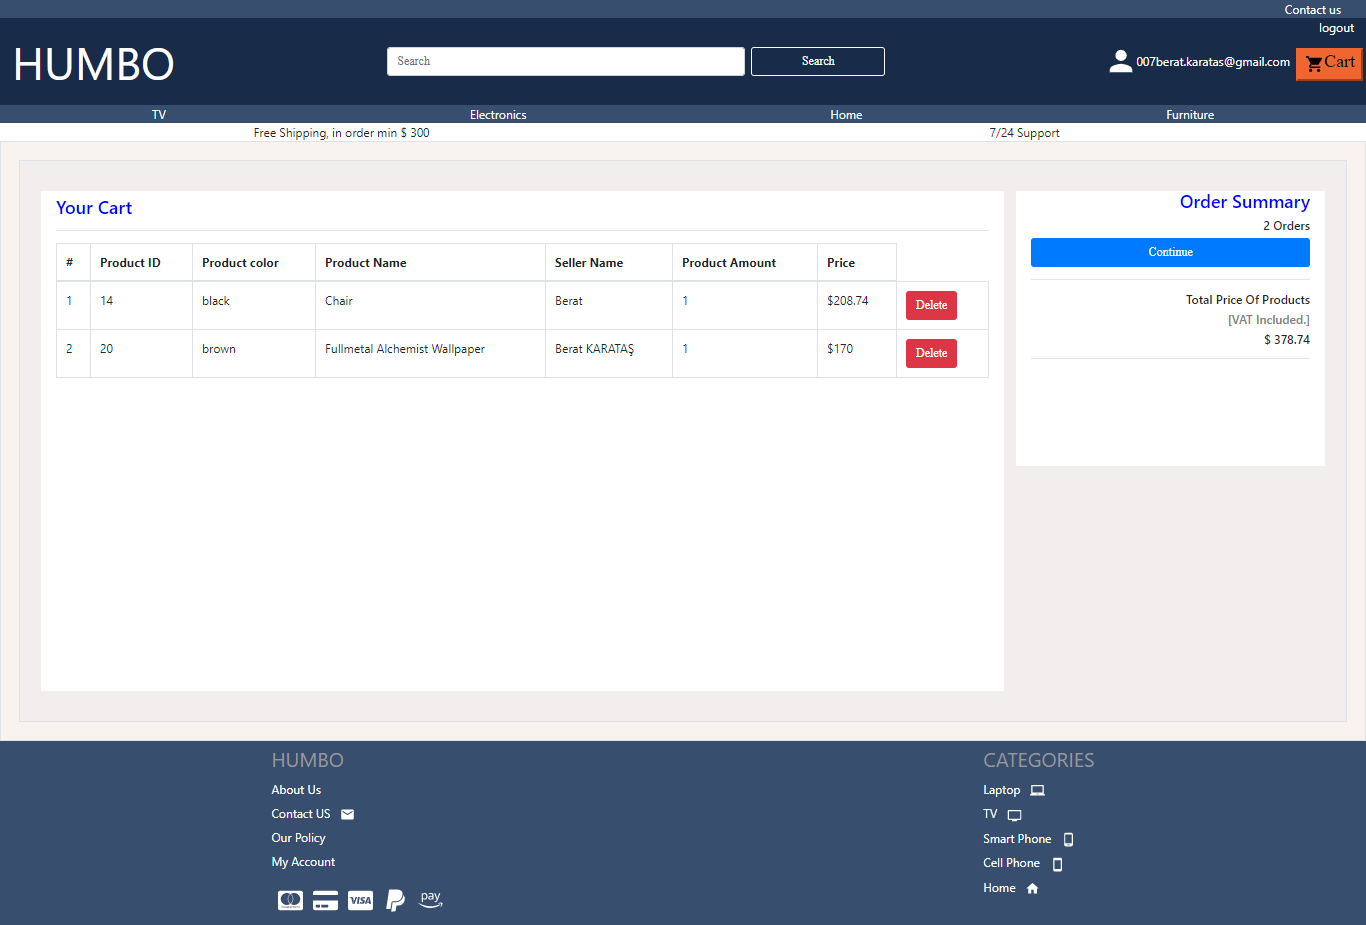 Contact us
logout
HUMBO
Search
Search
007berat.karatas@gmail.com
Cart
TV Electronics Home Furniture
Free Shipping, in order min $ 300 7/24 Support
Your Cart
# Product ID Product color Product Name Seller Name Product Amount Price
1 14 black Chair Berat 1 $208.74 Delete
2 20 brown Fullmetal Alchemist Wallpaper Berat KARATAŞ 1 $170 Delete
Order Summary
2 Orders
Continue
Total Price Of Products
[VAT Included.]
$ 378.74
HUMBO
About Us
Contact US
Our Policy
My Account
VISA
pay
CATEGORIES
Laptop
TV
Smart Phone
Cell Phone
Home